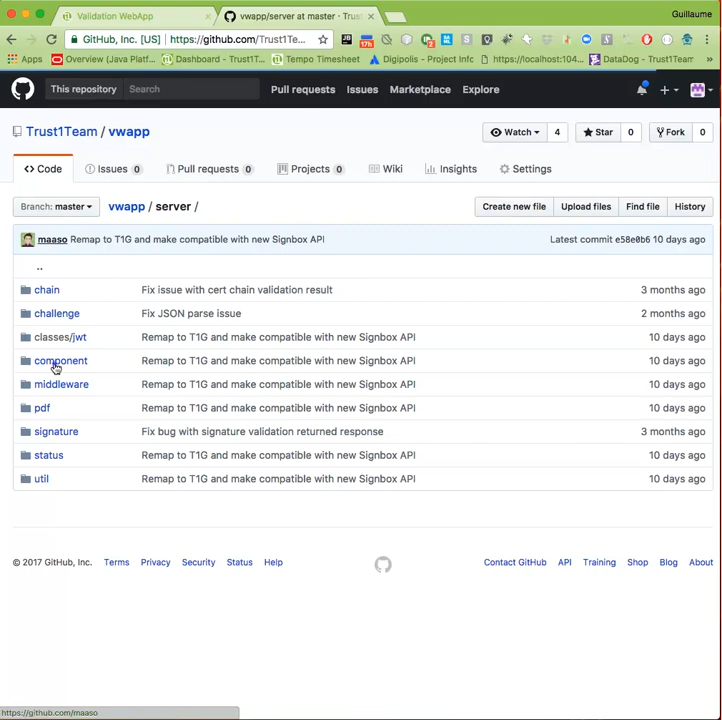 Validation WebApp
vwapp/server at master · Trust1
Guillaume
GitHub, Inc. [US] https://github.com/Trust1Te...
Apps Overview (Java Platf... Dashboard - Trust1T... Tempo Timesheet Digipolis - Project Info https://localhost:104... DataDog - Trust1Team
This repository Search Pull requests Issues Marketplace Explore
Trust1Team / vwapp
Watch 4 Star 0 Fork 0
<> Code Issues 0 Pull requests 0 Projects 0 Wiki Insights Settings
Branch: master vwapp / server / Create new file Upload files Find file History
maaso Remap to T1G and make compatible with new Signbox API Latest commit e58e0b6 10 days ago
..
chain Fix issue with cert chain validation result 3 months ago
challenge Fix JSON parse issue 2 months ago
classes/jwt Remap to T1G and make compatible with new Signbox API 10 days ago
component Remap to T1G and make compatible with new Signbox API 10 days ago
middleware Remap to T1G and make compatible with new Signbox API 10 days ago
pdf Remap to T1G and make compatible with new Signbox API 10 days ago
signature Fix bug with signature validation returned response 3 months ago
status Remap to T1G and make compatible with new Signbox API 10 days ago
util Remap to T1G and make compatible with new Signbox API 10 days ago
© 2017 GitHub, Inc. Terms Privacy Security Status Help Contact GitHub API Training Shop Blog About
https://github.com/maaso